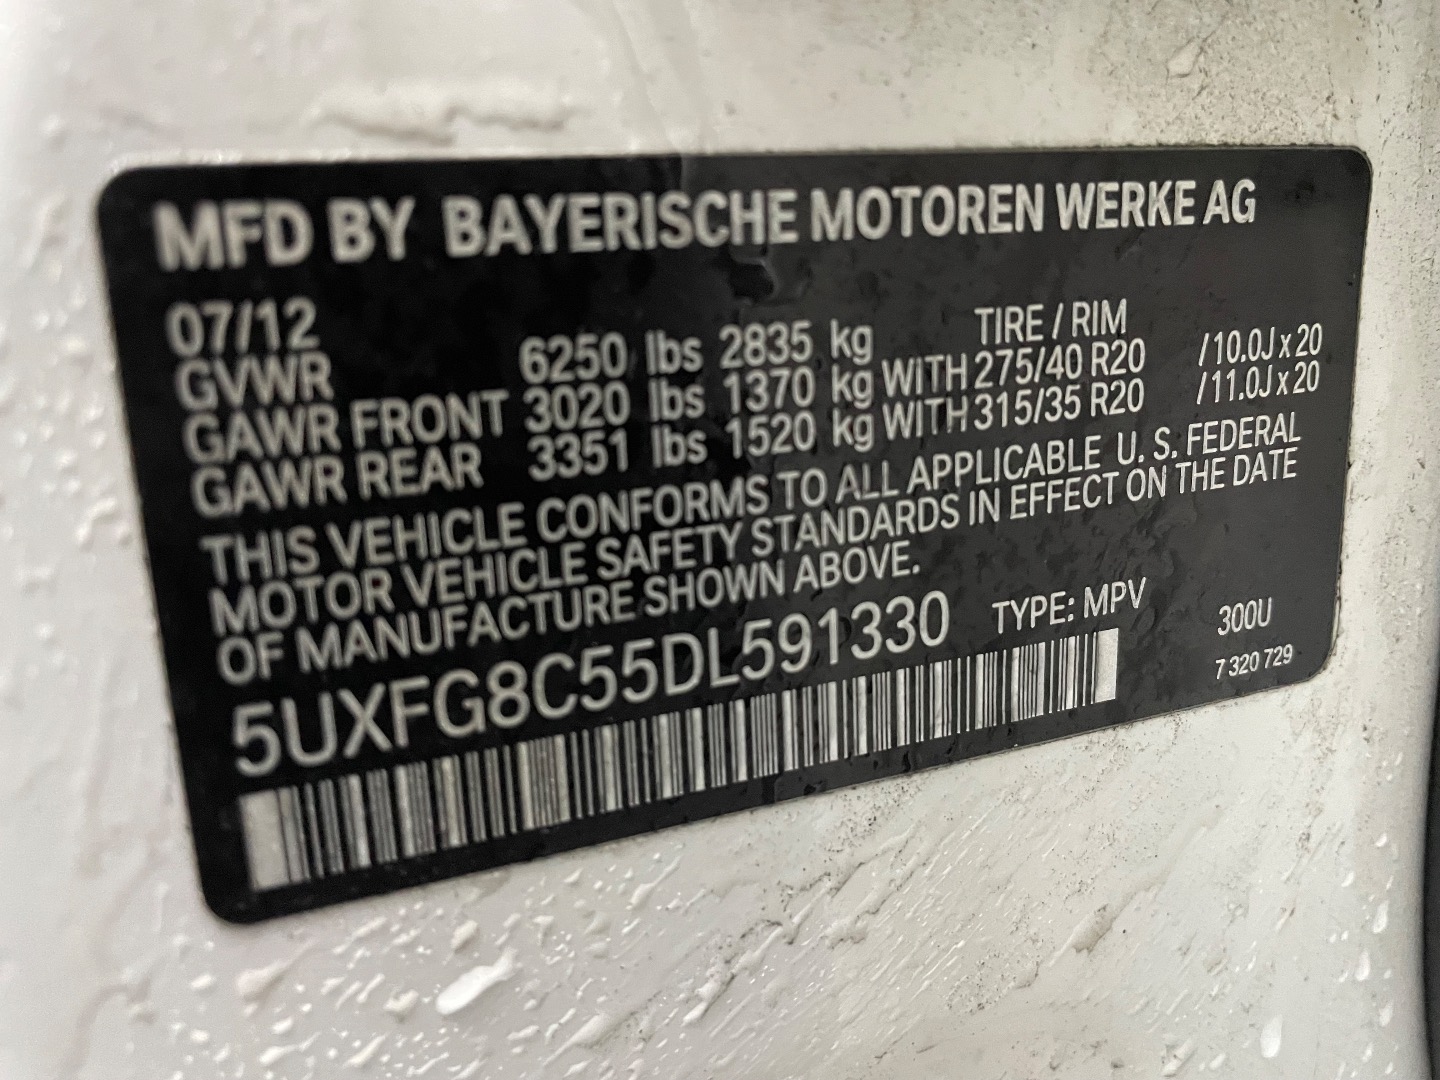 MFD BY BAYERISCHE MOTOREN WERKE AG
07/12 TIRE / RIM
GVWR 6250 lbs 2835 kg
GAWR FRONT 3020 lbs 1370 kg WITH 275/40 R20 /10.0J x 20
GAWR REAR 3351 lbs 1520 kg WITH 315/35 R20 /11.0J x 20
THIS VEHICLE CONFORMS TO ALL APPLICABLE U. S. FEDERAL
MOTOR VEHICLE SAFETY STANDARDS IN EFFECT ON THE DATE
OF MANUFACTURE SHOWN ABOVE.
5UXFG8C55DL591330 TYPE: MPV 300U
7 320 729